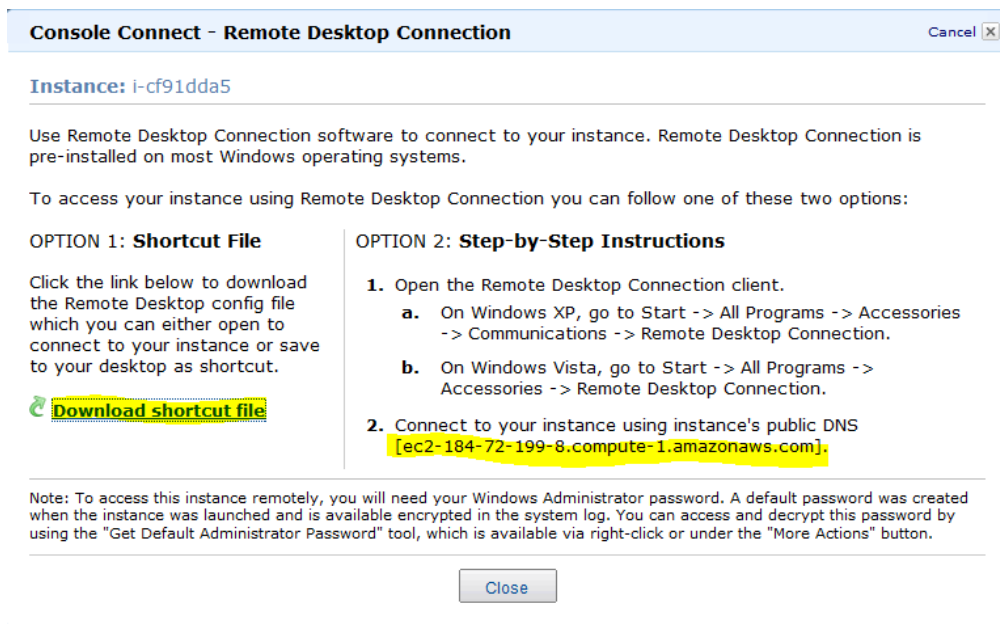 Console Connect - Remote Desktop Connection
Cancel
Instance: i-cf91dda5
Use Remote Desktop Connection software to connect to your instance. Remote Desktop Connection is
pre-installed on most Windows operating systems.
To access your instance using Remote Desktop Connection you can follow one of these two options:
OPTION 1: Shortcut File
Click the link below to download
the Remote Desktop config file
which you can either open to
connect to your instance or save
to your desktop as shortcut.
Download shortcut file
OPTION 2: Step-by-Step Instructions
1. Open the Remote Desktop Connection client.
a. On Windows XP, go to Start -> All Programs -> Accessories
-> Communications -> Remote Desktop Connection.
b. On Windows Vista, go to Start -> All Programs ->
Accessories -> Remote Desktop Connection.
2. Connect to your instance using instance's public DNS
[ec2-184-72-199-8.compute-1.amazonaws.com].
Note: To access this instance remotely, you will need your Windows Administrator password. A default password was created
when the instance was launched and is available encrypted in the system log. You can access and decrypt this password by
using the "Get Default Administrator Password" tool, which is available via right-click or under the "More Actions" button.
Close